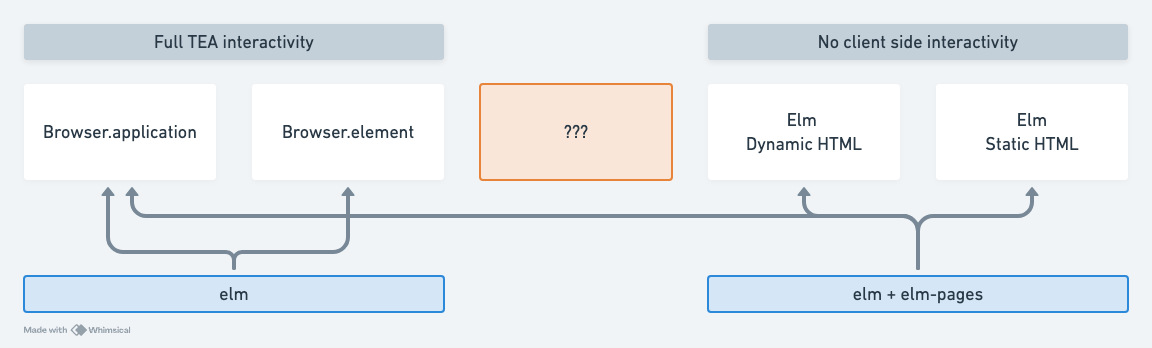 Full TEA interactivity
No client side interactivity
Browser.application
Browser.element
???
Elm
Dynamic HTML
Elm
Static HTML
elm
elm + elm-pages
Made with Whimsical